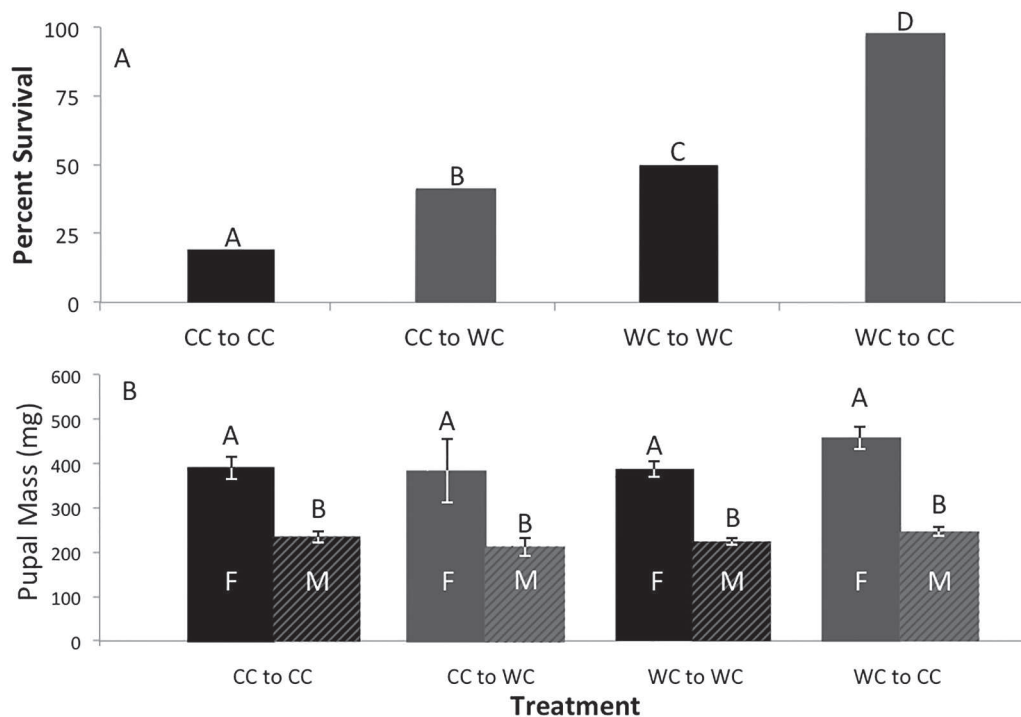 100
75
50
25
0
Percent Survival
A
A
B
C
D
CC to CC
CC to WC
WC to WC
WC to CC
600
500
400
300
200
100
0
Pupal Mass (mg)
B
A
B
A
B
A
B
A
B
F
M
F
M
F
M
F
M
CC to CC
CC to WC
WC to WC
WC to CC
Treatment